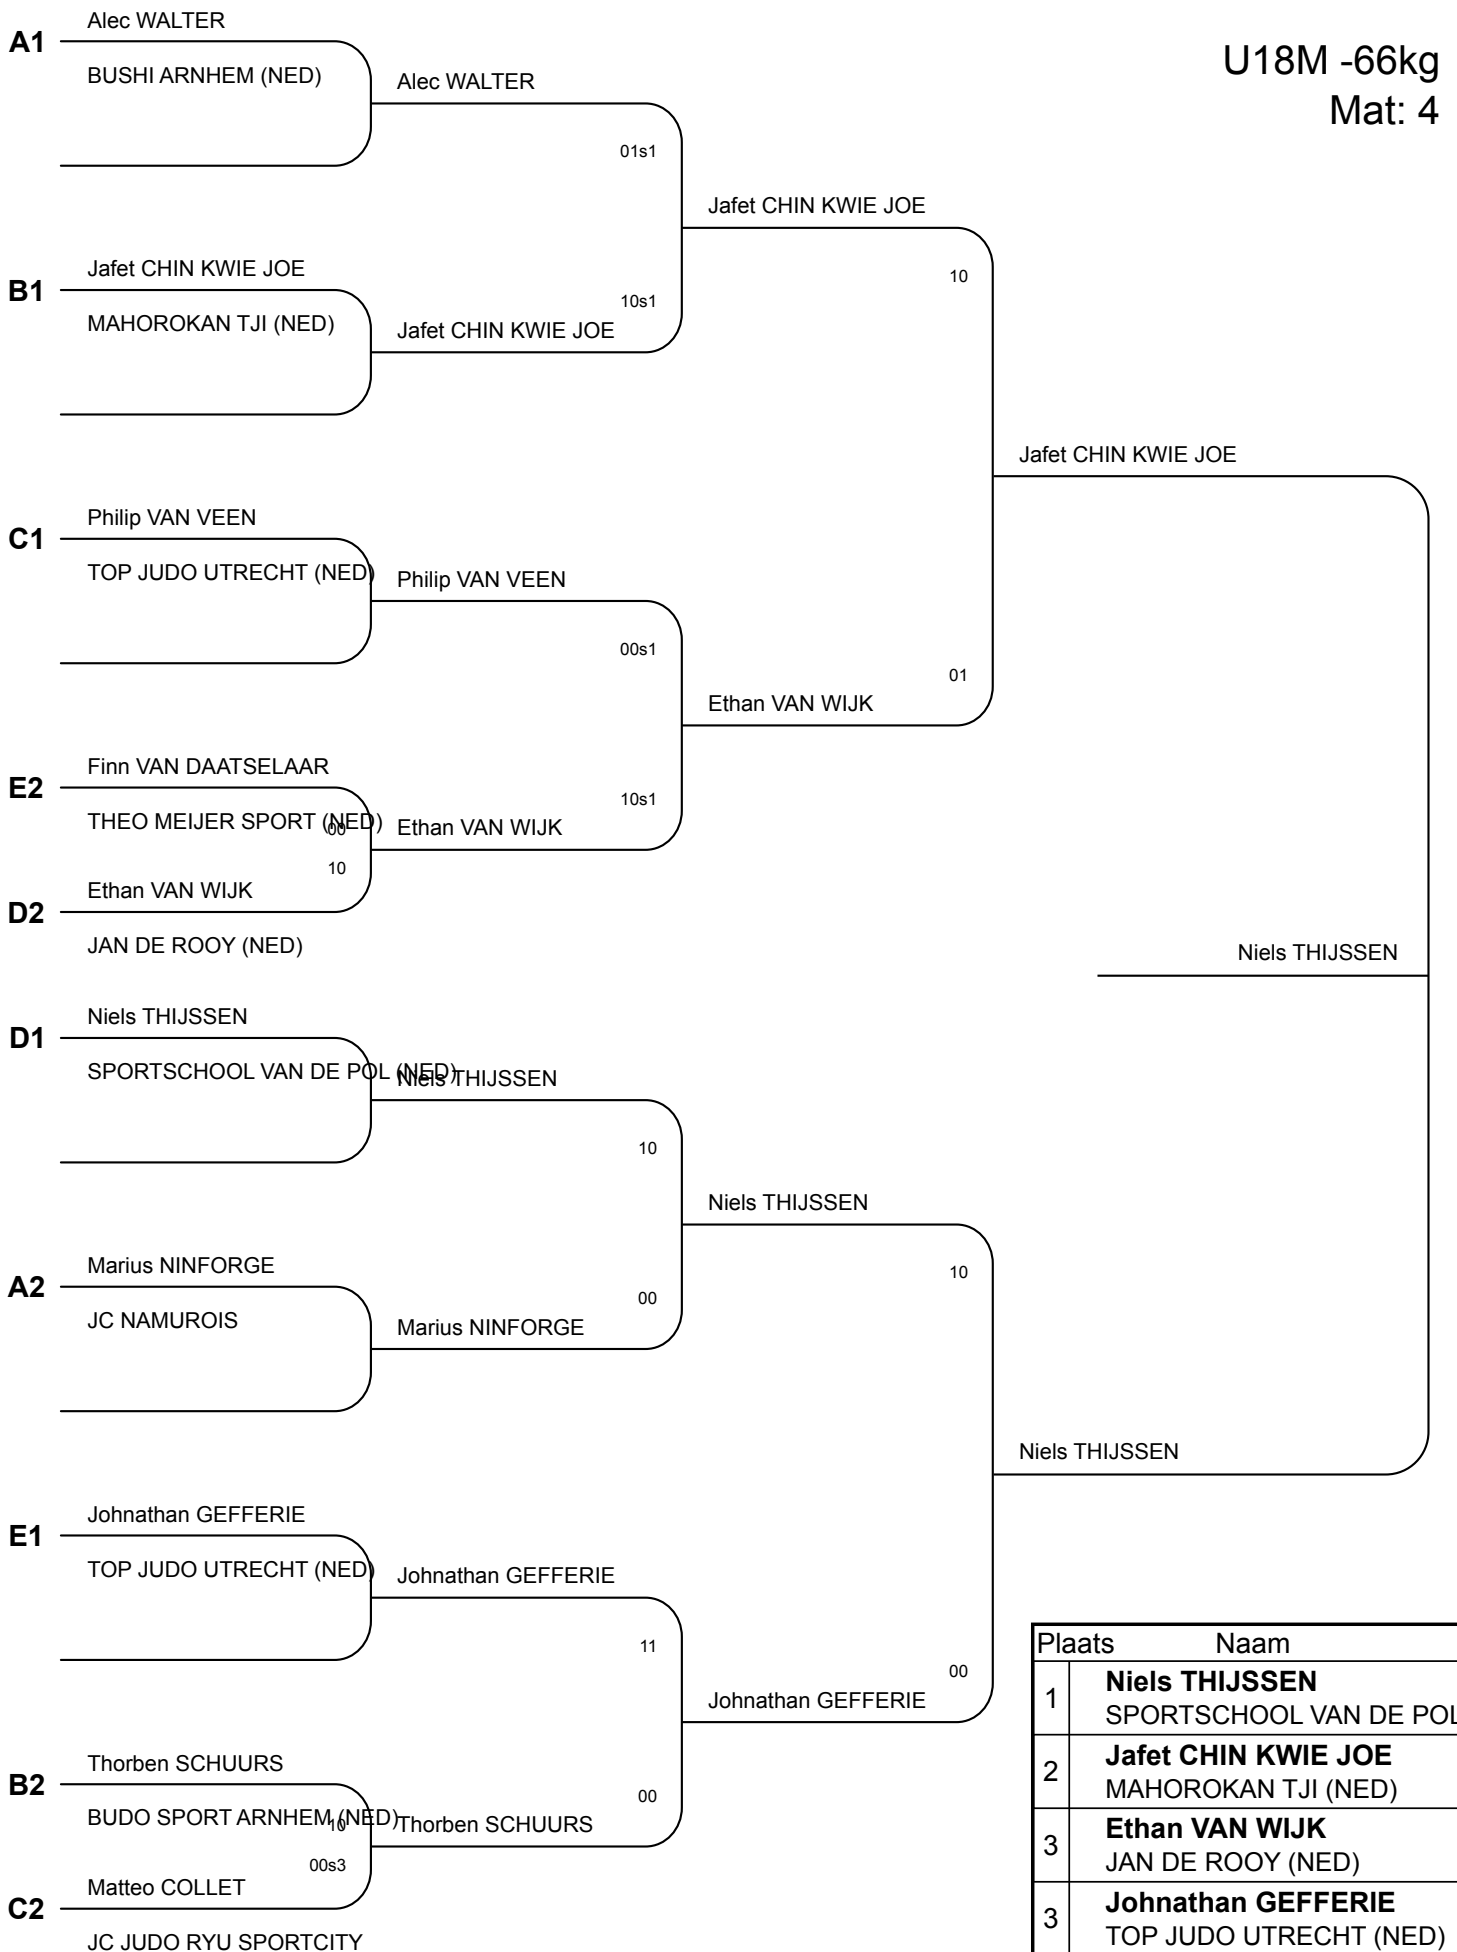 U18M -66kg
Mat: 4
A1
Alec WALTER
BUSHI ARNHEM (NED)
Alec WALTER
01s1
Jafet CHIN KWIE JOE
10
B1
Jafet CHIN KWIE JOE
MAHOROKAN TJI (NED)
10s1
Jafet CHIN KWIE JOE
Jafet CHIN KWIE JOE
C1
Philip VAN VEEN
TOP JUDO UTRECHT (NED)
Philip VAN VEEN
00s1
01
Ethan VAN WIJK
E2
Finn VAN DAATSELAAR
THEO MEIJER SPORT (NED)
00
10s1
Ethan VAN WIJK
10
D2
Ethan VAN WIJK
JAN DE ROOY (NED)
Niels THIJSSEN
D1
Niels THIJSSEN
SPORTSCHOOL VAN DE POL (NED)
Niels THIJSSEN
10
Niels THIJSSEN
10
A2
Marius NINFORGE
JC NAMUROIS
00
Marius NINFORGE
Niels THIJSSEN
E1
Johnathan GEFFERIE
TOP JUDO UTRECHT (NED)
Johnathan GEFFERIE
11
00
Johnathan GEFFERIE
B2
Thorben SCHUURS
BUDO SPORT ARNHEM (NED)
10
00
Thorben SCHUURS
00s3
C2
Matteo COLLET
JC JUDO RYU SPORTCITY
Plaats Naam
1 Niels THIJSSEN
SPORTSCHOOL VAN DE POL
2 Jafet CHIN KWIE JOE
MAHOROKAN TJI (NED)
3 Ethan VAN WIJK
JAN DE ROOY (NED)
3 Johnathan GEFFERIE
TOP JUDO UTRECHT (NED)